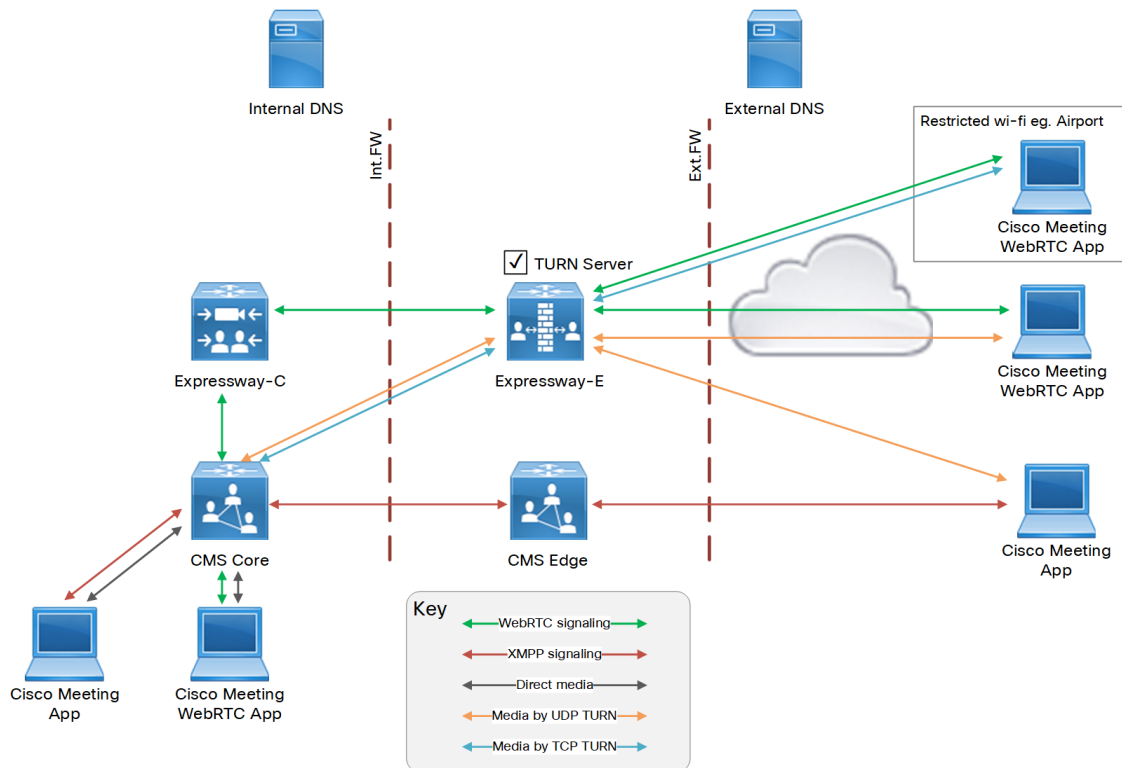 Internal DNS
External DNS
Int.FW
Ext.FW
Restricted wi-fi eg. Airport
Cisco Meeting
WebRTC App
TURN Server
Expressway-C
Expressway-E
Cisco Meeting
WebRTC App
CMS Core
CMS Edge
Cisco Meeting
App
Cisco Meeting
App
Cisco Meeting
WebRTC App
Key
WebRTC signaling
XMPP signaling
Direct media
Media by UDP TURN
Media by TCP TURN